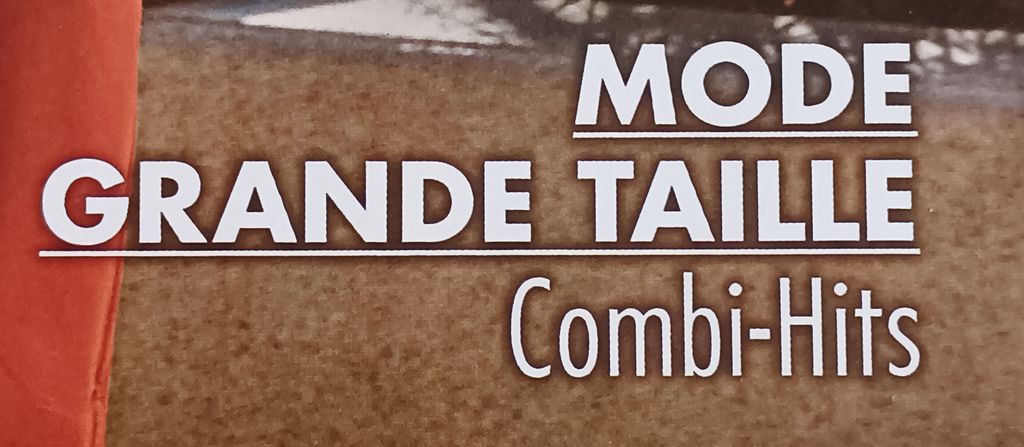 MODE
GRANDE TAILLE
Combi-Hits